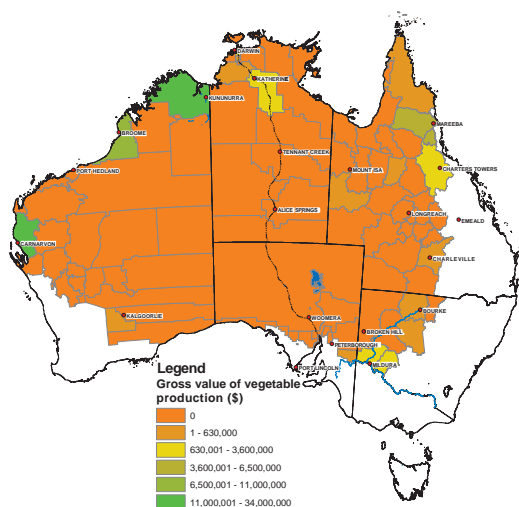 DARWIN
KATHERINE
KUNUNURRA
MAREEBA
BROOME
TENNANT CREEK
PORT HEDLAND
MOUNT ISA
CHARTERS TOWERS
ALICE SPRINGS
LONGREACH
EMEALD
CARNARVON
CHARLEVILLE
BOURKE
KALGOORLIE
WOOMERA
BROKEN HILL
PETERBOROUGH
PORT LINCOLN
MILDURA
Legend
Gross value of vegetable
production ($)
0
1 - 630,000
630,001 - 3,600,000
3,600,001 - 6,500,000
6,500,001 - 11,000,000
11,000,001 - 34,000,000